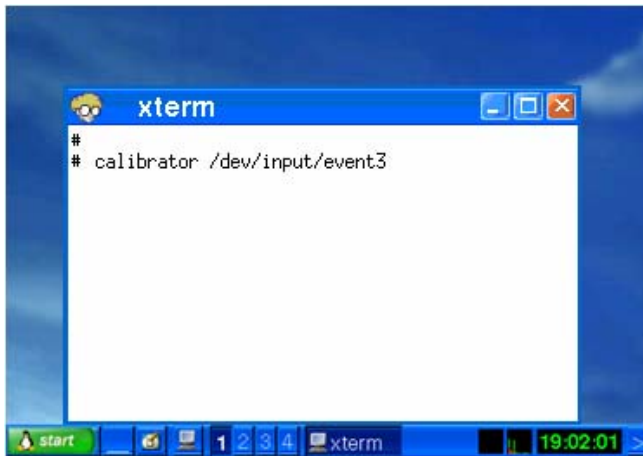 xterm
#
# calibrator /dev/input/event3
start
1 2 3 4 xterm 19:02:01 >